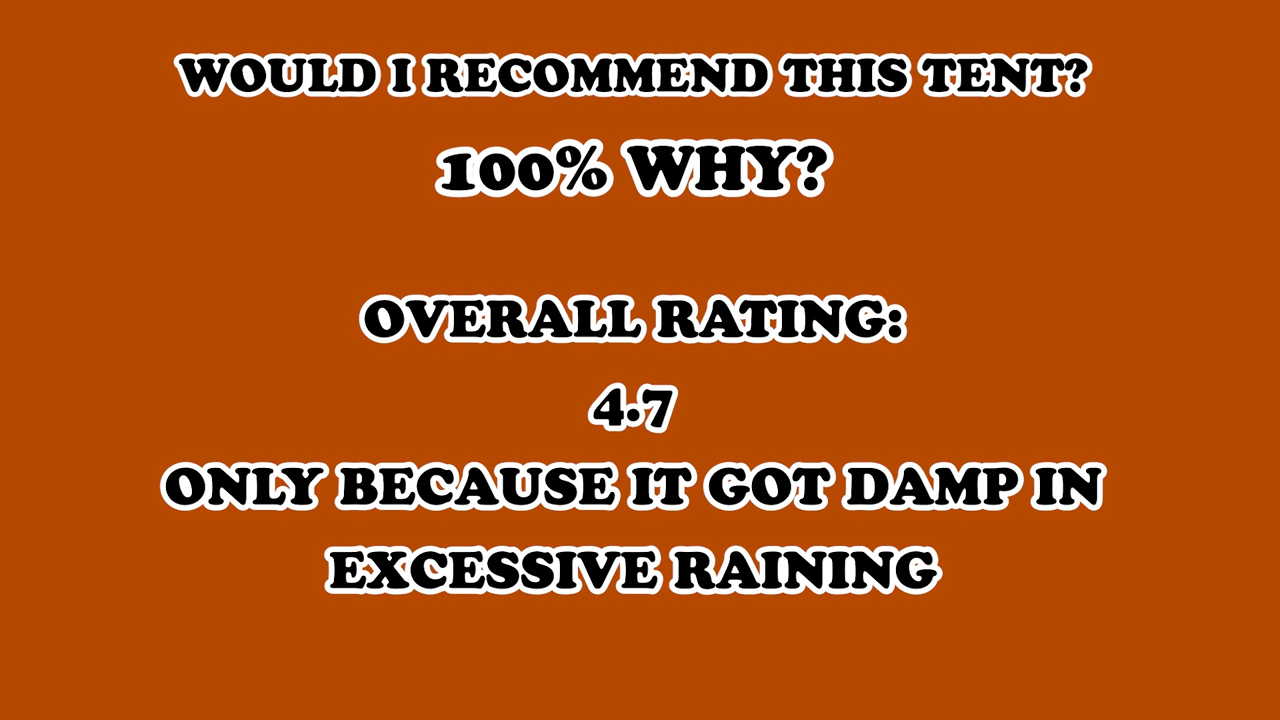 WOULD I RECOMMEND THIS TENT?
100% WHY?
OVERALL RATING:
4.7
ONLY BECAUSE IT GOT DAMP IN
EXCESSIVE RAINING